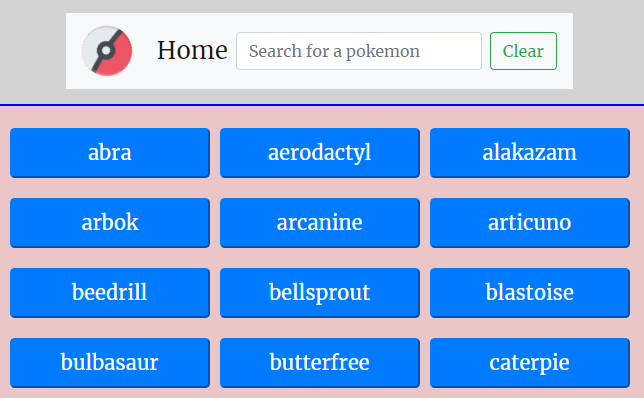 Home Search for a pokemon Clear
abra aerodactyl alakazam
arbok arcanine articuno
beedrill bellsprout blastoise
bulbasaur butterfree caterpie